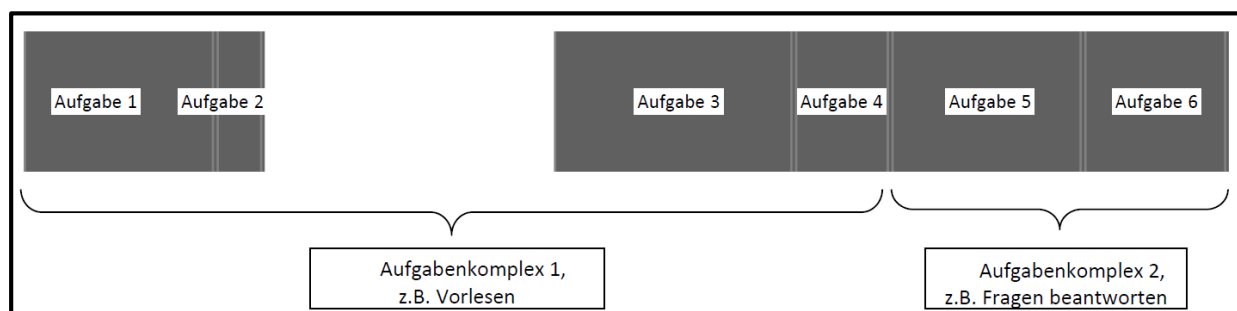 Aufgabe 1
Aufgabe 2
Aufgabe 3
Aufgabe 4
Aufgabe 5
Aufgabe 6
Aufgabenkomplex 1,
z.B. Vorlesen
Aufgabenkomplex 2,
z.B. Fragen beantworten